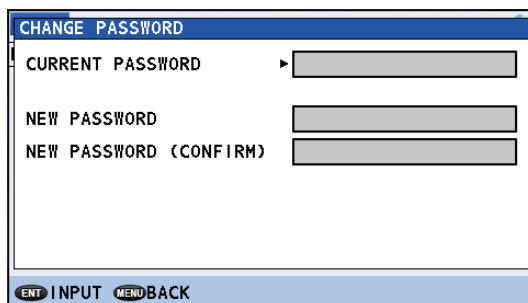 CHANGE PASSWORD
CURRENT PASSWORD ►
NEW PASSWORD
NEW PASSWORD (CONFIRM)
ENT INPUT MENU BACK